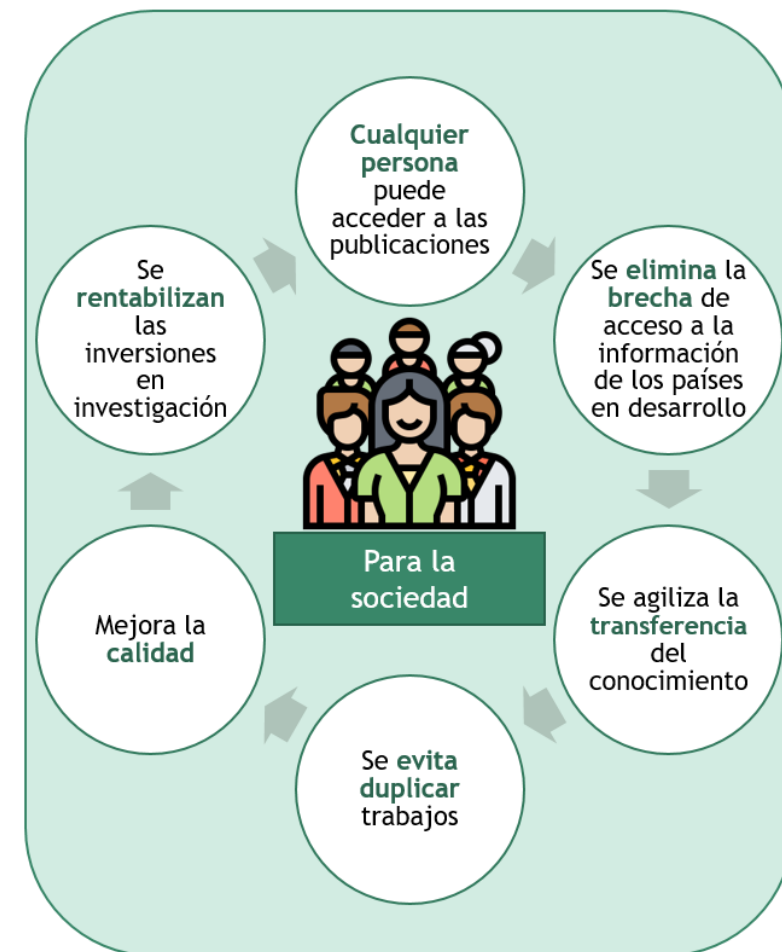 Cualquier
persona
puede
acceder a las
publicaciones
Se elimina la
brecha de
acceso a la
información
de los países
en desarrollo
Se agiliza la
transferencia
del
conocimiento
Se evita
duplicar
trabajos
Mejora la
calidad
Se
rentabilizan
las
inversiones
en
investigación
Para la
sociedad